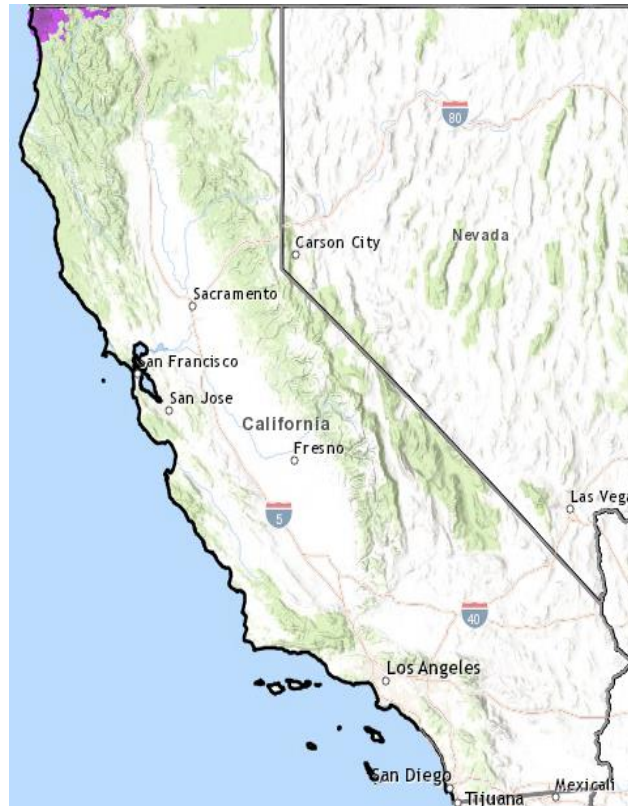 80
Nevada
Carson City
Sacramento
San Francisco
San Jose
California
Fresno
Las Vega
5
40
Los Angeles
San Diego
Tijuana
Mexicali